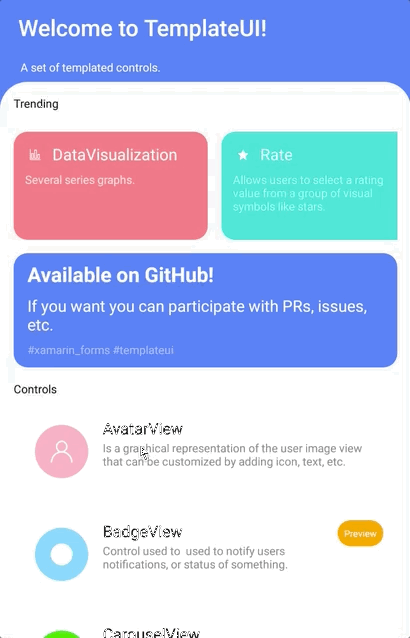 Welcome to TemplateUI!
A set of templated controls.
Trending
DataVisualization
Several series graphs.
Rate
Allows users to select a rating
value from a group of visual
symbols like stars.
Available on GitHub!
If you want you can participate with PRs, issues,
etc.
#xamarin_forms #templateui
Controls
AvatarView
Is a graphical representation of the user image view
that can be customized by adding icon, text, etc.
BadgeView
Preview
Control used to  used to notify users
notifications, or status of something.
CarouselView